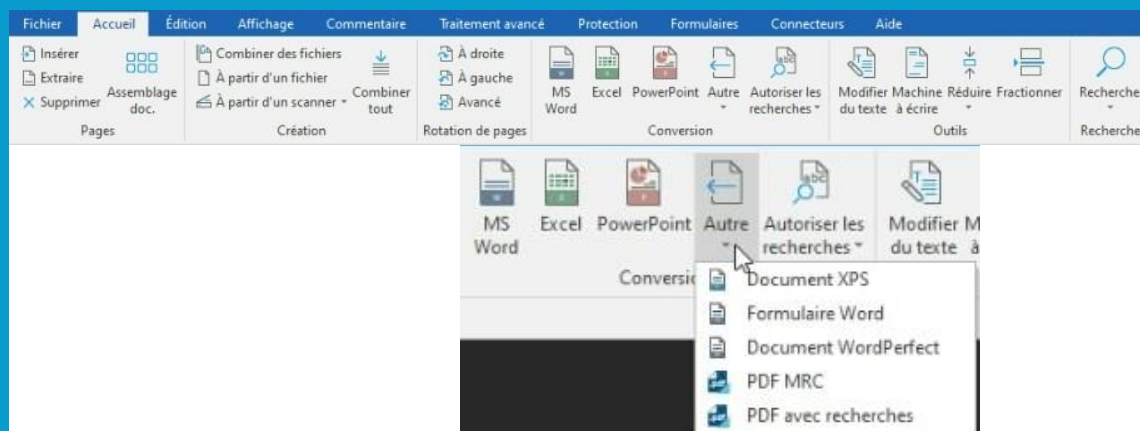 Fichier Accueil Édition Affichage Commentaire Traitement avancé Protection Formulaires Connecteurs Aide
Insérer
Extraire
Supprimer
Assemblage
doc.
Pages
Combiner des fichiers
À partir d'un fichier
À partir d'un scanner
Combiner
tout
Création
À droite
À gauche
Avancé
Rotation de pages
MS
Word
Excel
PowerPoint
Autre
Autoriser les
recherches
Conversion
Modifier
du texte
Machine
à écrire
Réduire
Fractionner
Outils
Recherche
Recherche
MS
Word
Excel
PowerPoint
Autre
Autoriser les
recherches
Modifier M
du texte à
Conversi
Document XPS
Formulaire Word
Document WordPerfect
PDF MRC
PDF avec recherches